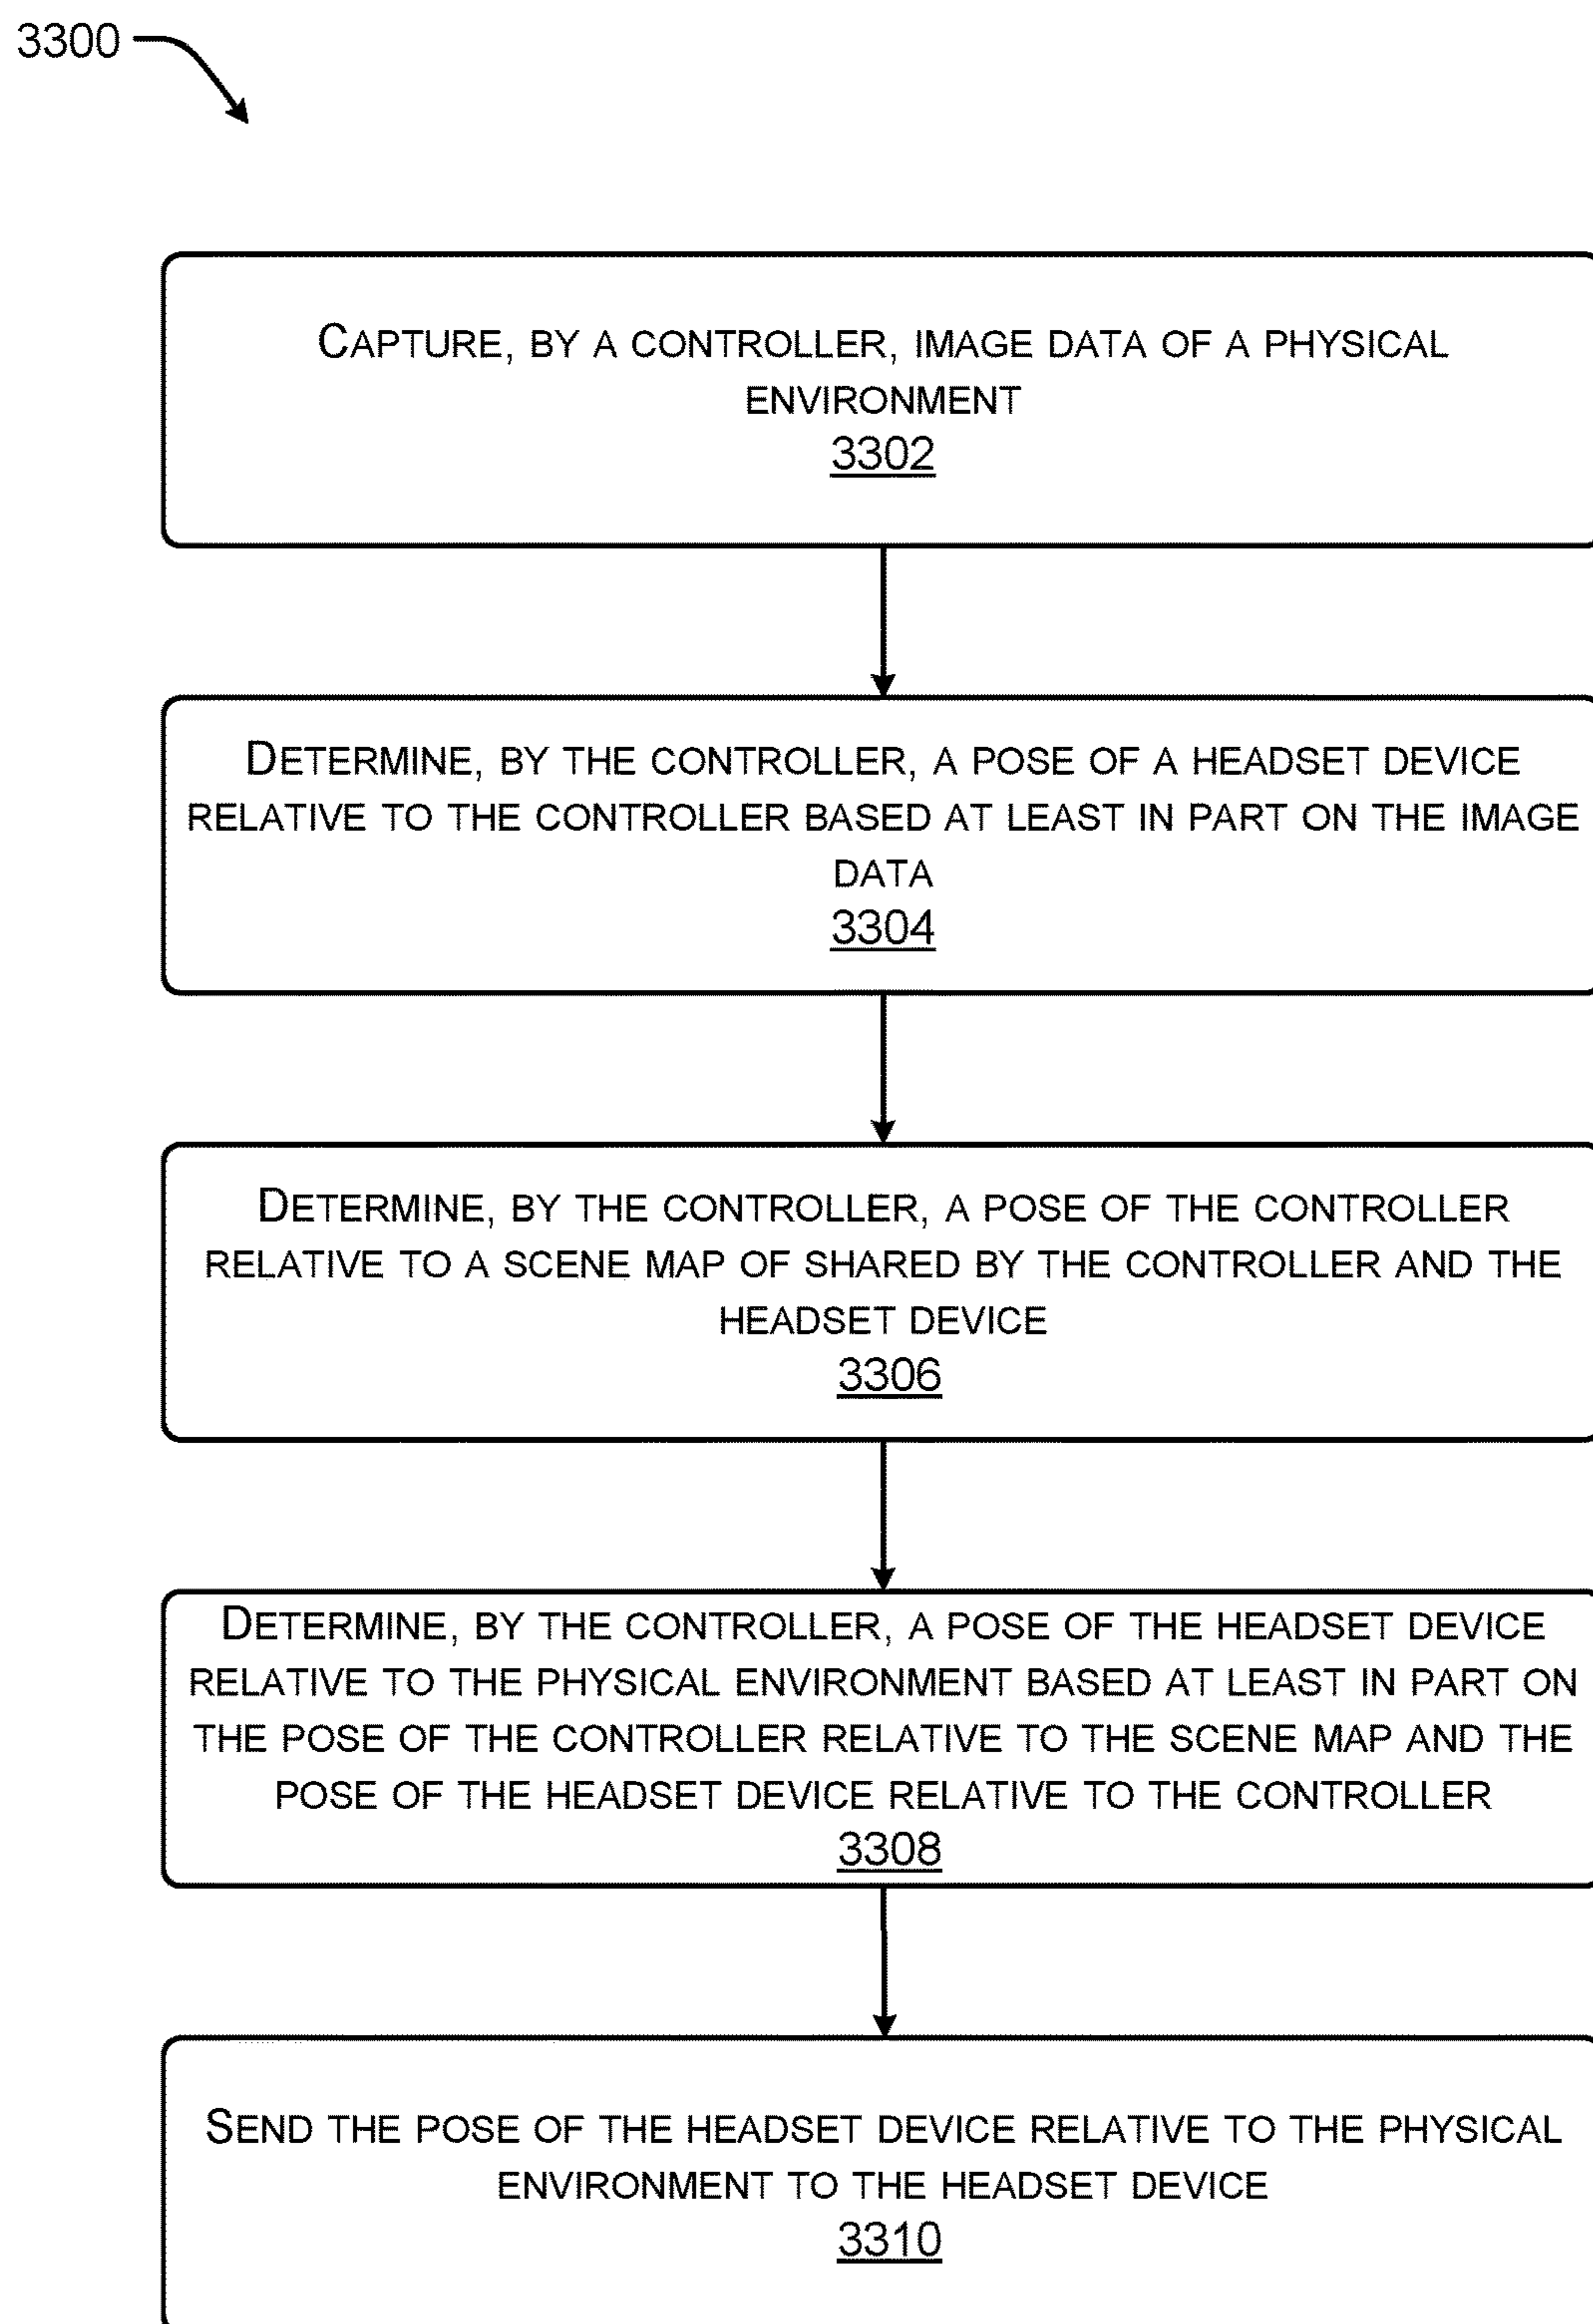 3300
CAPTURE, BY A CONTROLLER, IMAGE DATA OF A PHYSICAL
ENVIRONMENT
3302
DETERMINE, BY THE CONTROLLER, A POSE OF A HEADSET DEVICE
RELATIVE TO THE CONTROLLER BASED AT LEAST IN PART ON THE IMAGE
DATA
3304
DETERMINE, BY THE CONTROLLER, A POSE OF THE CONTROLLER
RELATIVE TO A SCENE MAP OF SHARED BY THE CONTROLLER AND THE
HEADSET DEVICE
3306
DETERMINE, BY THE CONTROLLER, A POSE OF THE HEADSET DEVICE
RELATIVE TO THE PHYSICAL ENVIRONMENT BASED AT LEAST IN PART ON
THE POSE OF THE CONTROLLER RELATIVE TO THE SCENE MAP AND THE
POSE OF THE HEADSET DEVICE RELATIVE TO THE CONTROLLER
3308
SEND THE POSE OF THE HEADSET DEVICE RELATIVE TO THE PHYSICAL
ENVIRONMENT TO THE HEADSET DEVICE
3310